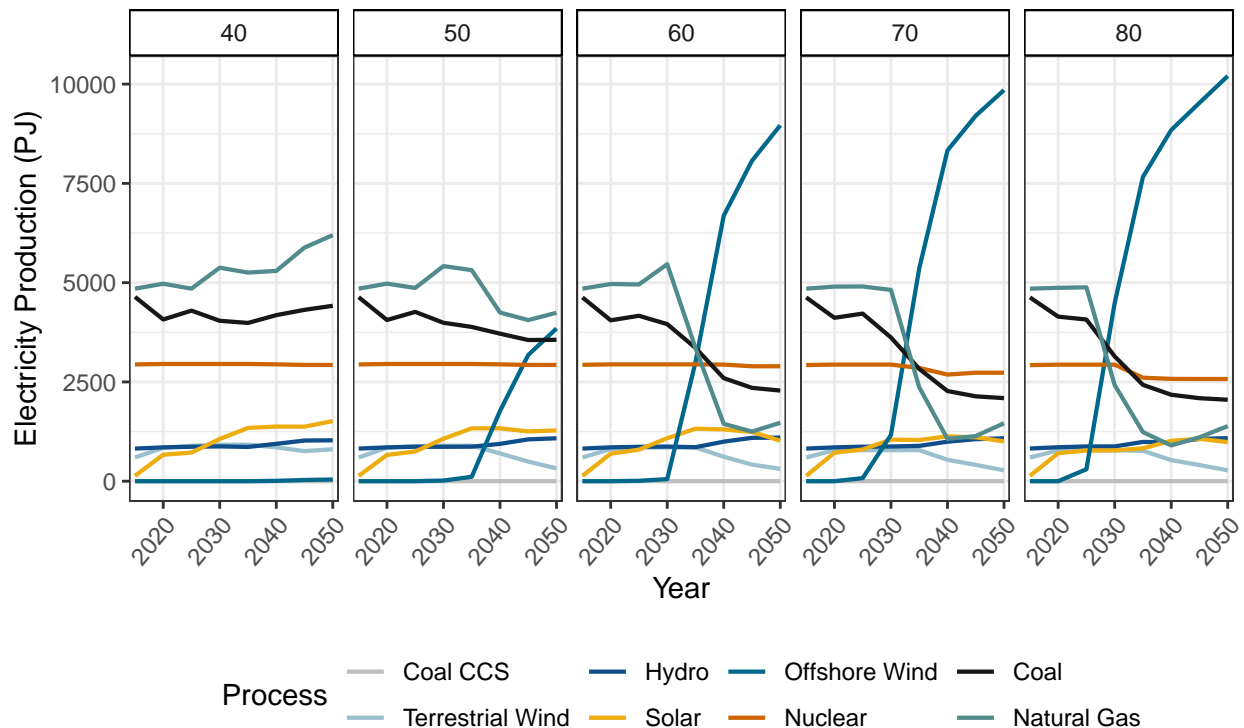 40 50 60 70 80
10000
7500
5000
2500
0
Electricity Production (PJ)
2020 2030 2040 2050 2020 2030 2040 2050 2020 2030 2040 2050 2020 2030 2040 2050 2020 2030 2040 2050
Year
Process
Coal CCS Hydro Offshore Wind Coal
Terrestrial Wind Solar Nuclear Natural Gas